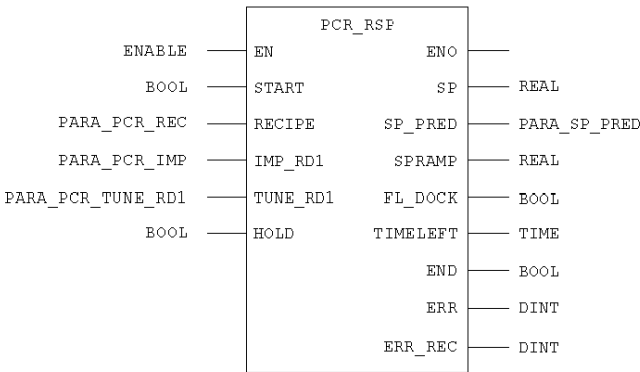 PCR_RSP
ENABLE EN ENO
BOOL START SP REAL
PARA_PCR_REC RECIPE SP_PRED PARA_SP_PRED
PARA_PCR_IMP IMP_RD1 SPRAMP REAL
PARA_PCR_TUNE_RD1 TUNE_RD1 FL_DOCK BOOL
BOOL HOLD TIMELEFT TIME
END BOOL
ERR DINT
ERR_REC DINT